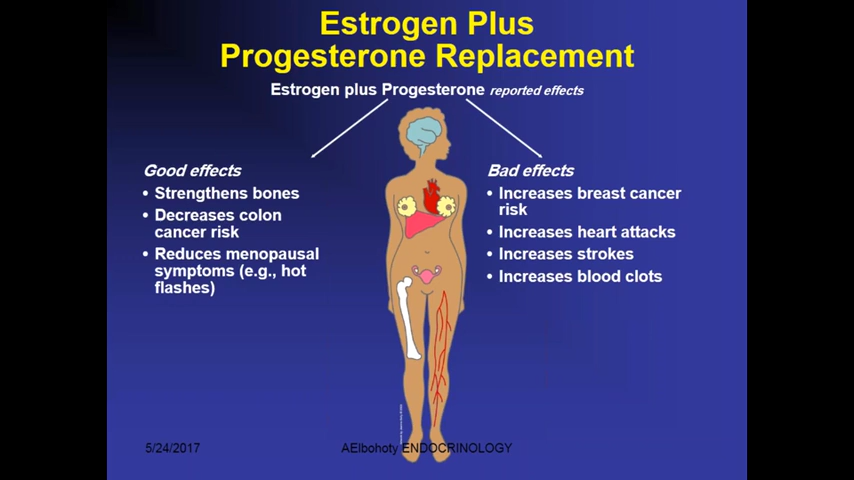 Estrogen Plus
Progesterone Replacement
Estrogen plus Progesterone reported effects
Good effects
• Strengthens bones
• Decreases colon
cancer risk
• Reduces menopausal
symptoms (e.g., hot
flashes)
Bad effects
• Increases breast cancer
risk
• Increases heart attacks
• Increases strokes
• Increases blood clots
5/24/2017
AElbohoty ENDOCRINOLOGY